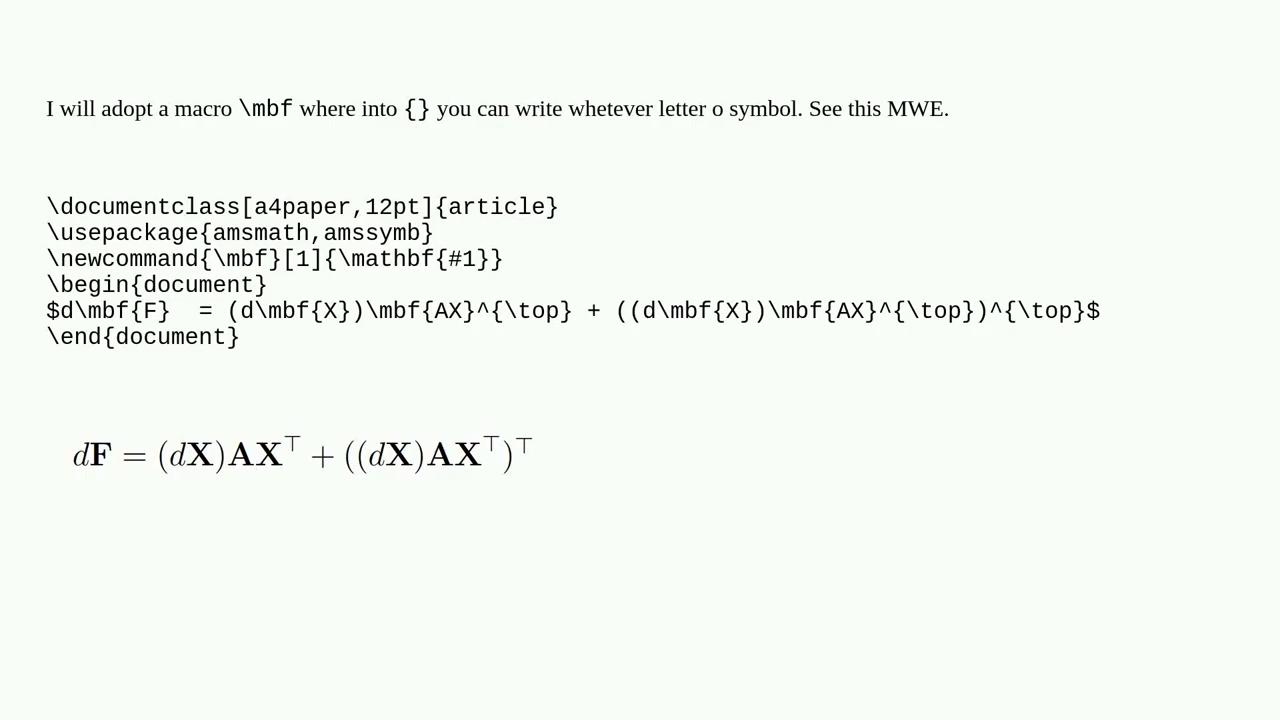 I will adopt a macro \mbf where into {} you can write whetever letter o symbol. See this MWE.
\documentclass[a4paper,12pt]{article}
\usepackage{amsmath,amssymb}
\newcommand{\mbf}[1]{\mathbf{#1}}
\begin{document}
$d\mbf{F}  = (d\mbf{X})\mbf{AX}^{\top} + ((d\mbf{X})\mbf{AX}^{\top})^{\top}$
\end{document}
dF = (dX)AX⊤ + ((dX)AX⊤)⊤